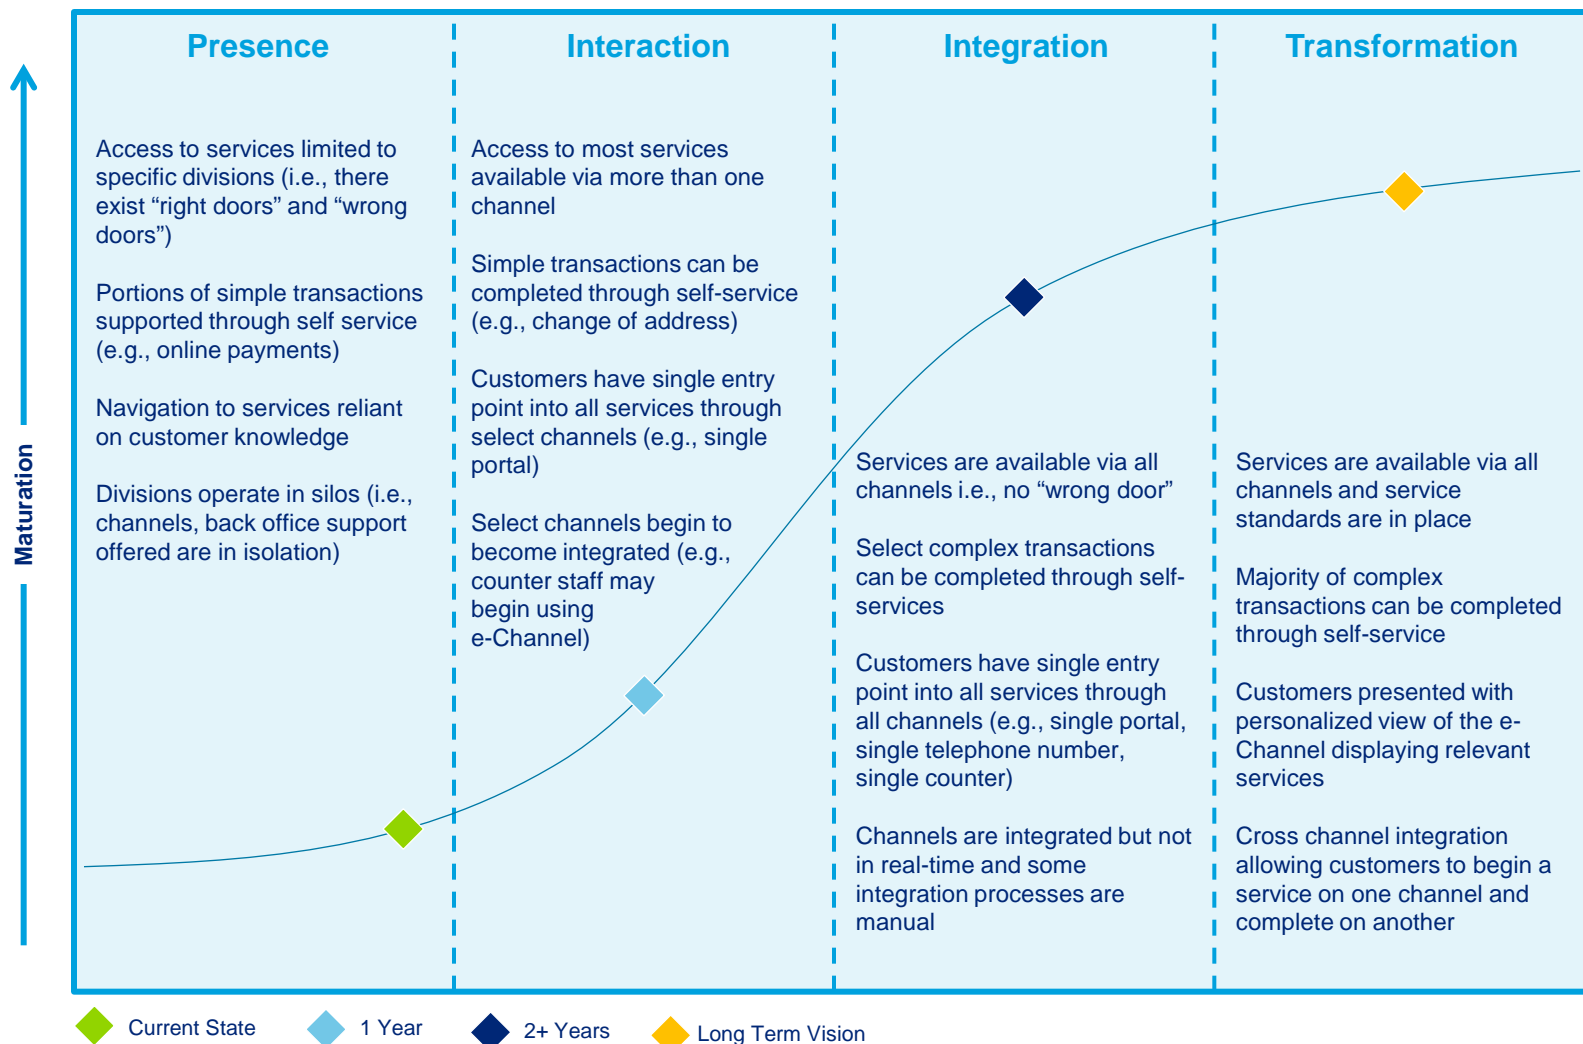 Presence
Interaction
Integration
Transformation
Maturation
Access to services limited to
specific divisions (i.e., there
exist “right doors” and “wrong
doors”)
Portions of simple transactions
supported through self service
(e.g., online payments)
Navigation to services reliant
on customer knowledge
Divisions operate in silos (i.e.,
channels, back office support
offered are in isolation)
Access to most services
available via more than one
channel
Simple transactions can be
completed through self-service
(e.g., change of address)
Customers have single entry
point into all services through
select channels (e.g., single
portal)
Select channels begin to
become integrated (e.g.,
counter staff may
begin using
e-Channel)
Services are available via all
channels i.e., no “wrong door”
Select complex transactions
can be completed through self-
services
Customers have single entry
point into all services through
all channels (e.g., single portal,
single telephone number,
single counter)
Channels are integrated but not
in real-time and some
integration processes are
manual
Services are available via all
channels and service
standards are in place
Majority of complex
transactions can be completed
through self-service
Customers presented with
personalized view of the e-
Channel displaying relevant
services
Cross channel integration
allowing customers to begin a
service on one channel and
complete on another
Current State
1 Year
2+ Years
Long Term Vision